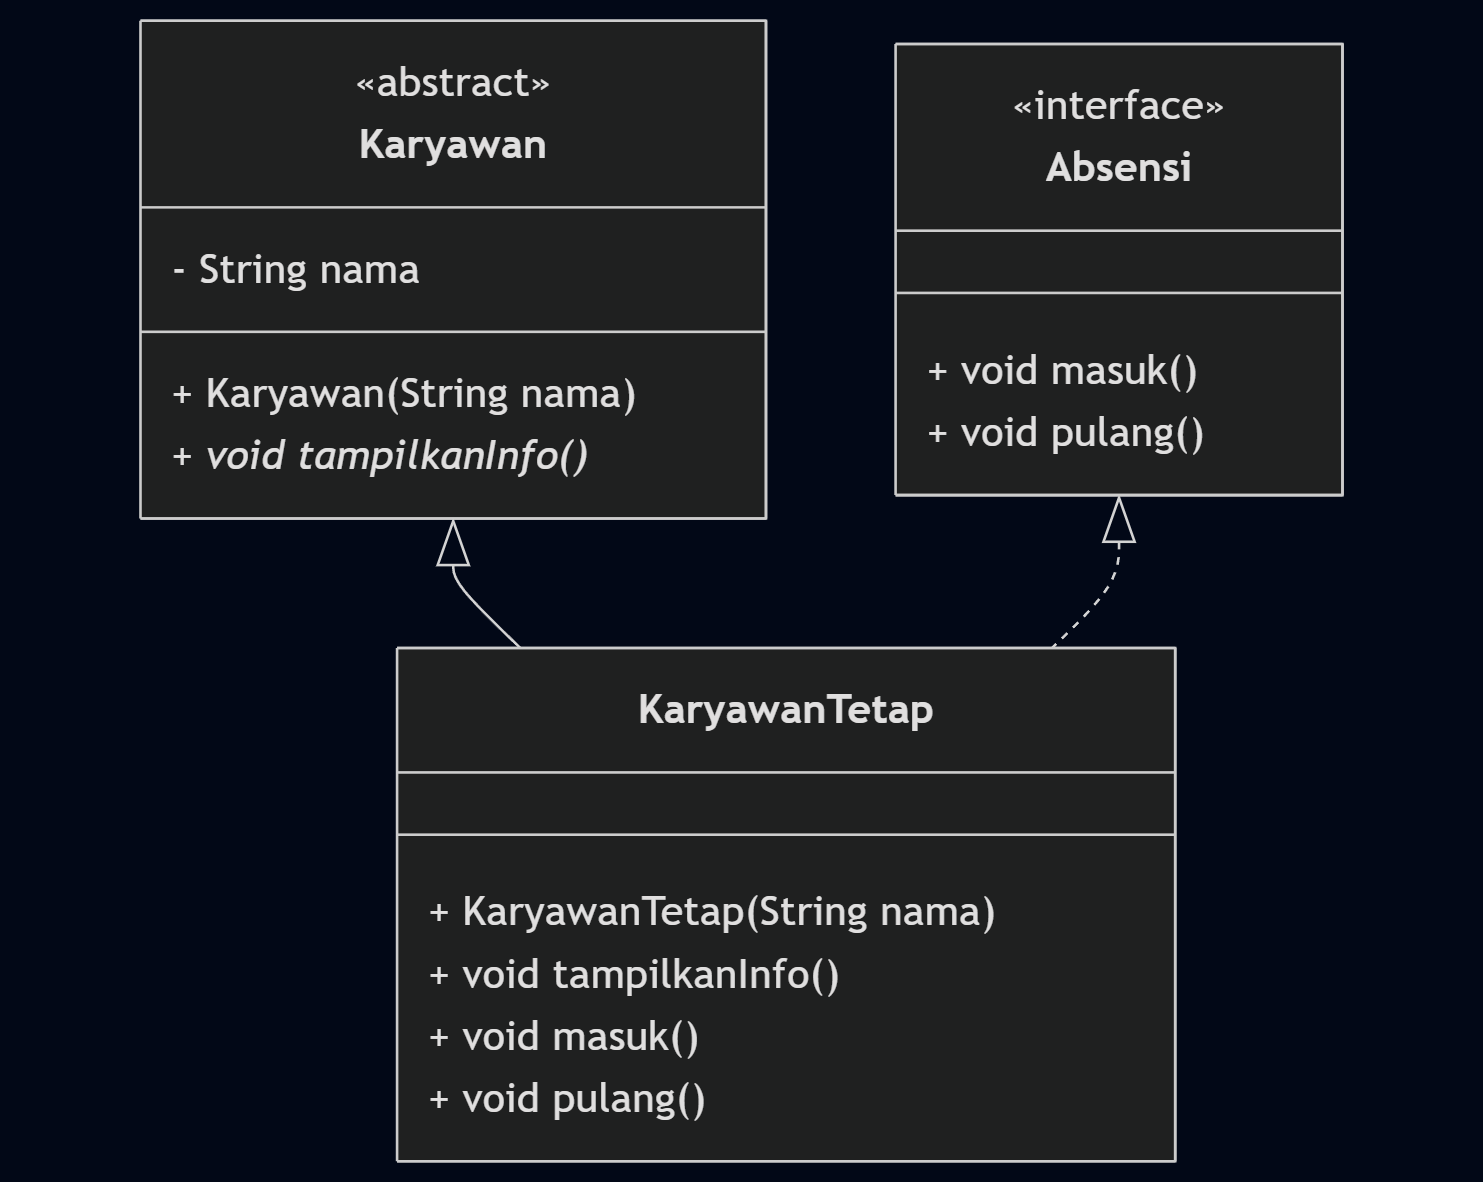 «abstract»
Karyawan
- String nama
+ Karyawan(String nama)
+ void tampilkanInfo()
«interface»
Absensi
+ void masuk()
+ void pulang()
KaryawanTetap
+ KaryawanTetap(String nama)
+ void tampilkanInfo()
+ void masuk()
+ void pulang()